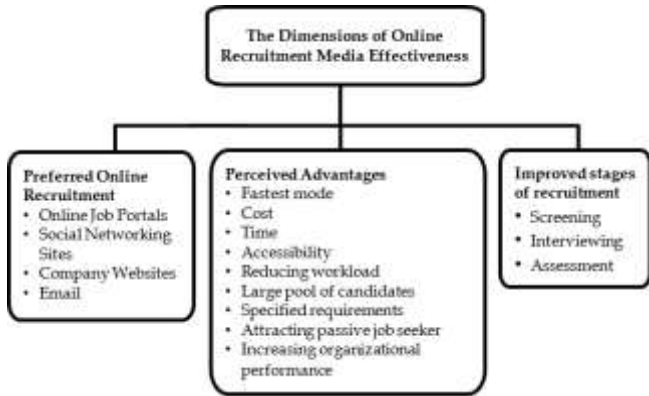 The Dimensions of Online
Recruitment Media Effectiveness
Preferred Online
Recruitment
• Online Job Portals
• Social Networking
Sites
• Company Websites
• Email
Perceived Advantages
• Fastest mode
• Cost
• Time
• Accessibility
• Reducing workload
• Large pool of candidates
• Specified requirements
• Attracting passive job seeker
• Increasing organizational
performance
Improved stages
of recruitment
• Screening
• Interviewing
• Assessment